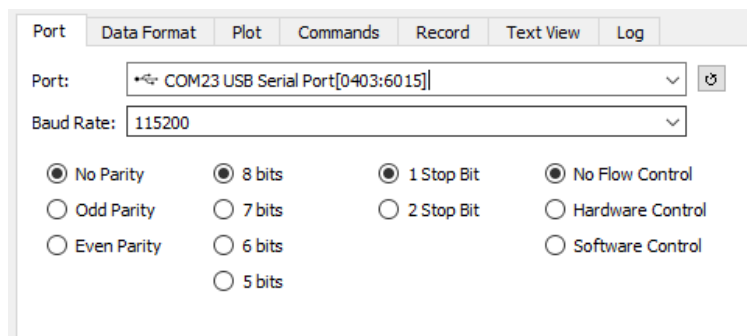 Port Data Format Plot Commands Record Text View Log
Port: COM23 USB Serial Port[0403:6015]
Baud Rate: 115200
No Parity 8 bits 1 Stop Bit No Flow Control
Odd Parity 7 bits 2 Stop Bit Hardware Control
Even Parity 6 bits Software Control
5 bits